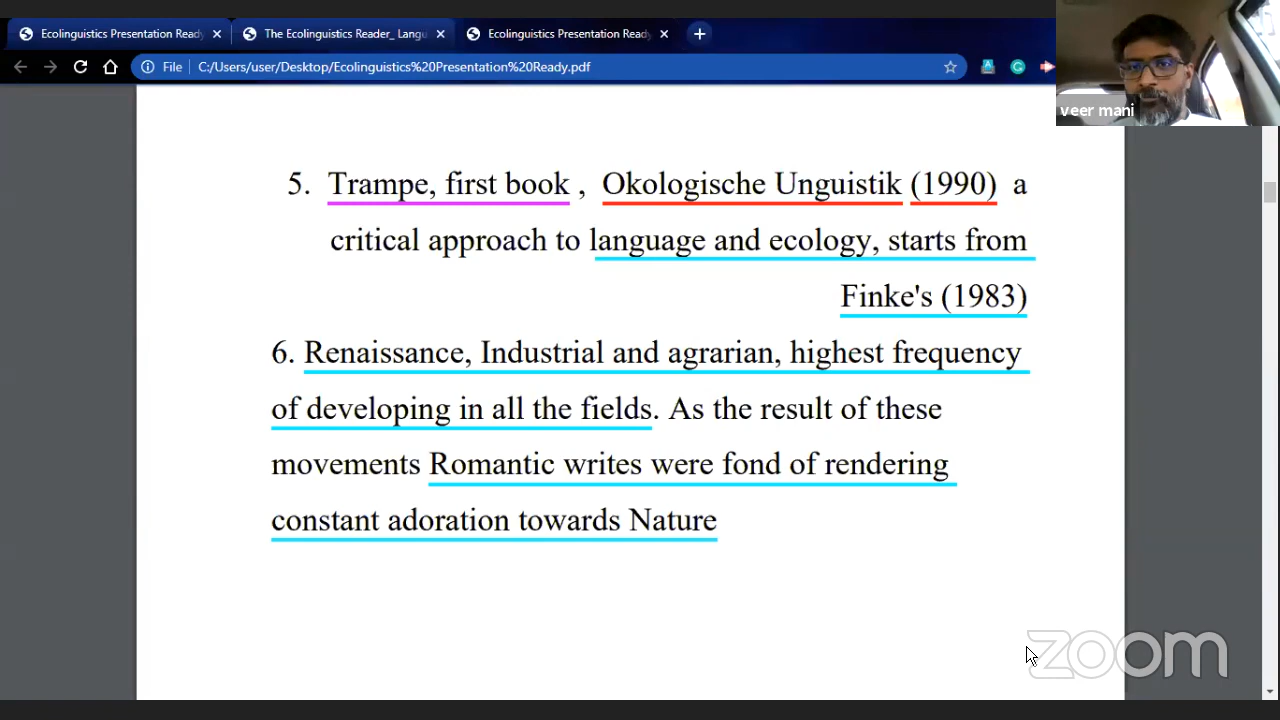 Ecolinguistics Presentation Ready
The Ecolinguistics Reader_ Langu
Ecolinguistics Presentation Ready
File C:/Users/user/Desktop/Ecolinguistics%20Presentation%20Ready.pdf
veer mani
5. Trampe, first book , Okologische Unguistik (1990) a
critical approach to language and ecology, starts from
Finke's (1983)
6. Renaissance, Industrial and agrarian, highest frequency
of developing in all the fields. As the result of these
movements Romantic writes were fond of rendering
constant adoration towards Nature
zoom